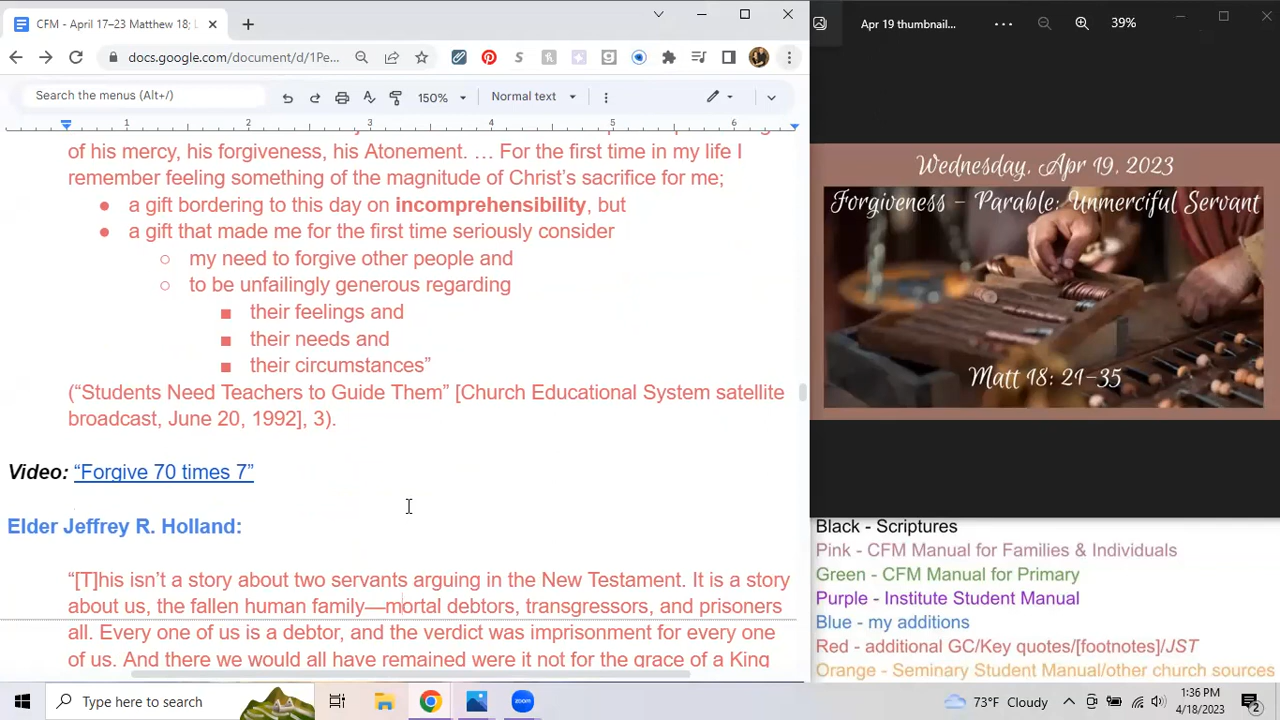 CFM - April 17–23 Matthew 18; L
Apr 19 thumbnail...
39%
docs.google.com/document/d/1Pe...
Search the menus (Alt+/)
150%
Normal text
1 2 3 4 5 6
of his mercy, his forgiveness, his Atonement. … For the first time in my life I
remember feeling something of the magnitude of Christ’s sacrifice for me;
● a gift bordering to this day on incomprehensibility, but
● a gift that made me for the first time seriously consider
○ my need to forgive other people and
○ to be unfailingly generous regarding
■ their feelings and
■ their needs and
■ their circumstances”
(“Students Need Teachers to Guide Them” [Church Educational System satellite
broadcast, June 20, 1992], 3).
Video: “Forgive 70 times 7”
Elder Jeffrey R. Holland:
“[T]his isn’t a story about two servants arguing in the New Testament. It is a story
about us, the fallen human family—mortal debtors, transgressors, and prisoners
all. Every one of us is a debtor, and the verdict was imprisonment for every one
of us. And there we would all have remained were it not for the grace of a King
Wednesday, Apr 19, 2023
Forgiveness - Parable: Unmerciful Servant
Matt 18: 21-35
Black - Scriptures
Pink - CFM Manual for Families & Individuals
Green - CFM Manual for Primary
Purple - Institute Student Manual
Blue - my additions
Red - additional GC/Key quotes/[footnotes]/JST
Orange - Seminary Student Manual/other church sources
Type here to search
zoom
73°F Cloudy
1:36 PM
4/18/2023
2